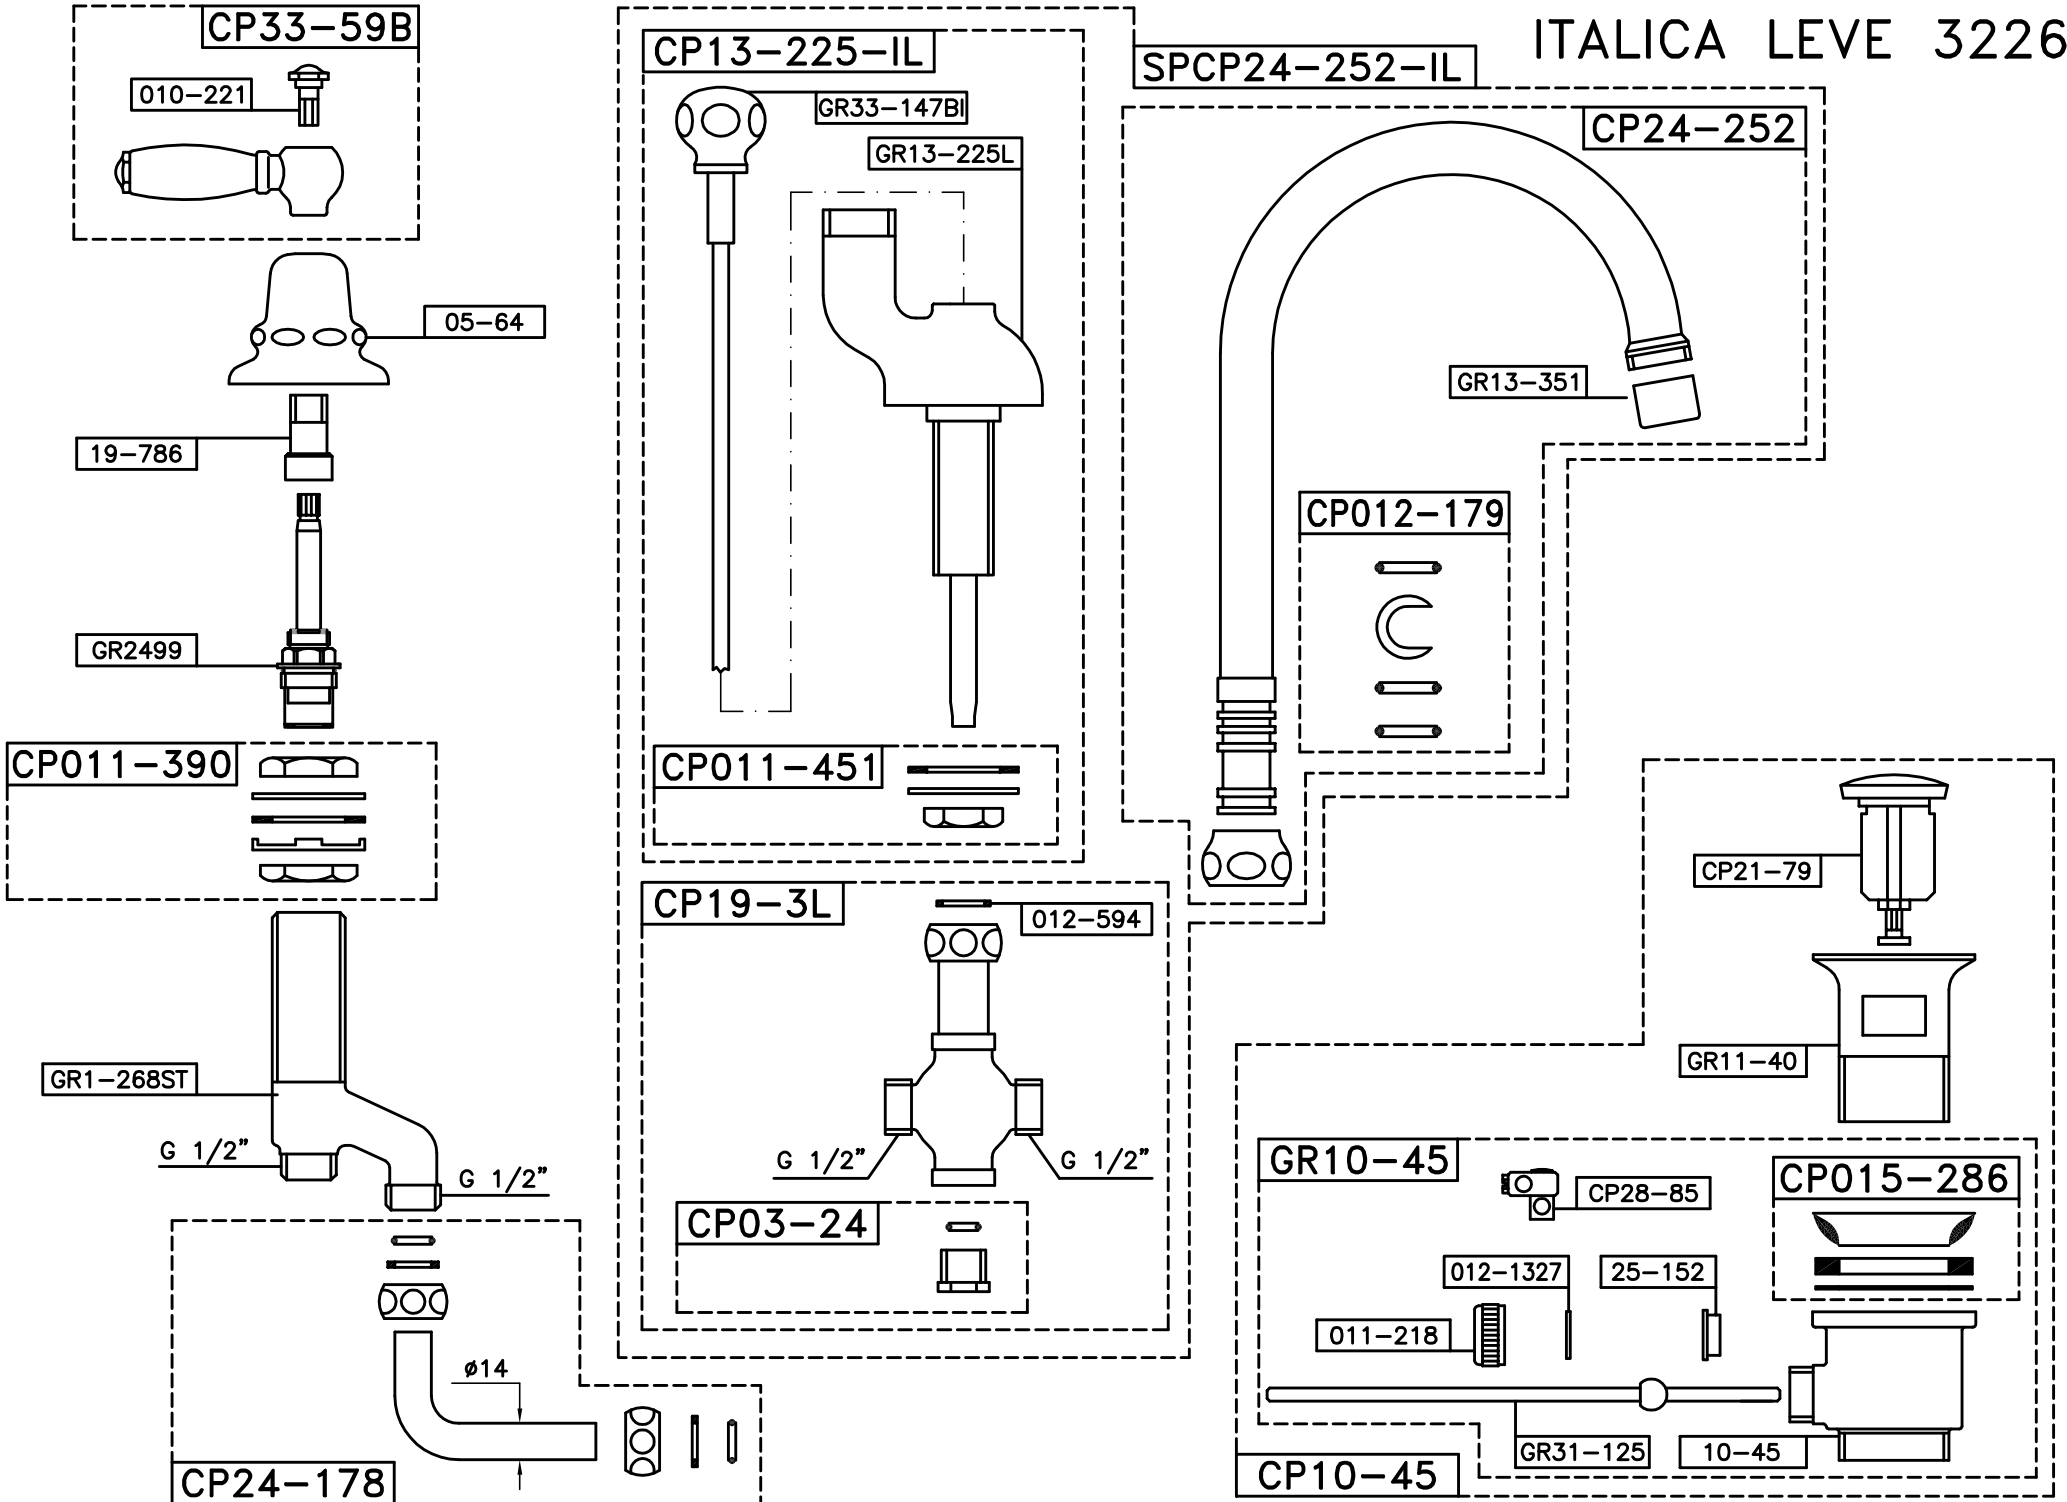 ITALICA LEVE 3226
CP33-59B
010-221
05-64
19-786
GR2499
CP011-390
GR1-268ST
G 1/2"
G 1/2"
ø14
CP24-178
CP13-225-IL
GR33-147BI
GR13-225L
CP011-451
CP19-3L
012-594
G 1/2"
G 1/2"
CP03-24
SPCP24-252-IL
CP24-252
GR13-351
CP012-179
CP21-79
GR11-40
GR10-45
CP28-85
CP015-286
012-1327
25-152
011-218
GR31-125
10-45
CP10-45